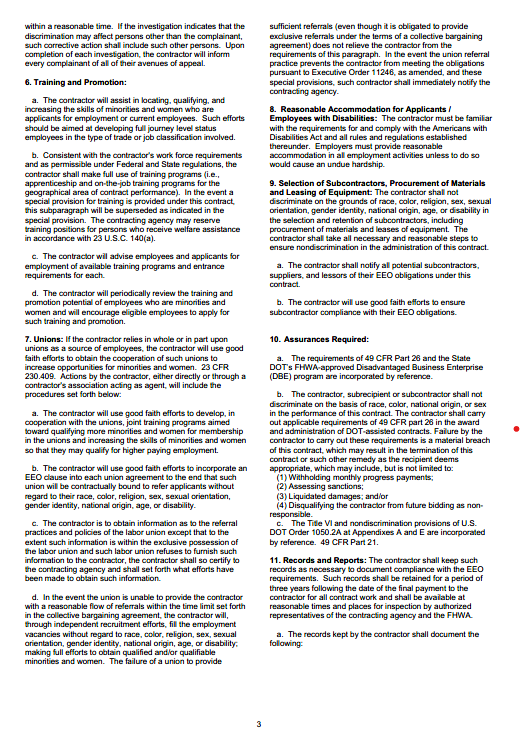 within a reasonable time. If the investigation indicates that the
discrimination may affect persons other than the complainant,
such corrective action shall include such other persons. Upon
completion of each investigation, the contractor will inform
every complainant of all of their avenues of appeal.
6. Training and Promotion:
a. The contractor will assist in locating, qualifying, and
increasing the skills of minorities and women who are
applicants for employment or current employees. Such efforts
should be aimed at developing full journey level status
employees in the type of trade or job classification involved.
b. Consistent with the contractor's work force requirements
and as permissible under Federal and State regulations, the
contractor shall make full use of training programs (i.e.,
apprenticeship and on-the-job training programs for the
geographical area of contract performance). In the event a
special provision for training is provided under this contract,
this subparagraph will be superseded as indicated in the
special provision. The contracting agency may reserve
training positions for persons who receive welfare assistance
in accordance with 23 U.S.C. 140(a).
c. The contractor will advise employees and applicants for
employment of available training programs and entrance
requirements for each.
d. The contractor will periodically review the training and
promotion potential of employees who are minorities and
women and will encourage eligible employees to apply for
such training and promotion.
7. Unions: If the contractor relies in whole or in part upon
unions as a source of employees, the contractor will use good
faith efforts to obtain the cooperation of such unions to
increase opportunities for minorities and women. 23 CFR
230.409. Actions by the contractor, either directly or through a
contractor's association acting as agent, will include the
procedures set forth below:
a. The contractor will use good faith efforts to develop, in
cooperation with the unions, joint training programs aimed
toward qualifying more minorities and women for membership
in the unions and increasing the skills of minorities and women
so that they may qualify for higher paying employment.
b. The contractor will use good faith efforts to incorporate an
EEO clause into each union agreement to the end that such
union will be contractually bound to refer applicants without
regard to their race, color, religion, sex, sexual orientation,
gender identity, national origin, age, or disability.
c. The contractor is to obtain information as to the referral
practices and policies of the labor union except that to the
extent such information is within the exclusive possession of
the labor union and such labor union refuses to furnish such
information to the contractor, the contractor shall so certify to
the contracting agency and shall set forth what efforts have
been made to obtain such information.
d. In the event the union is unable to provide the contractor
with a reasonable flow of referrals within the time limit set forth
in the collective bargaining agreement, the contractor will,
through independent recruitment efforts, fill the employment
vacancies without regard to race, color, religion, sex, sexual
orientation, gender identity, national origin, age, or disability;
making full efforts to obtain qualified and/or qualifiable
minorities and women. The failure of a union to provide
sufficient referrals (even though it is obligated to provide
exclusive referrals under the terms of a collective bargaining
agreement) does not relieve the contractor from the
requirements of this paragraph. In the event the union referral
practice prevents the contractor from meeting the obligations
pursuant to Executive Order 11246, as amended, and these
special provisions, such contractor shall immediately notify the
contracting agency.
8. Reasonable Accommodation for Applicants /
Employees with Disabilities: The contractor must be familiar
with the requirements for and comply with the Americans with
Disabilities Act and all rules and regulations established
thereunder. Employers must provide reasonable
accommodation in all employment activities unless to do so
would cause an undue hardship.
9. Selection of Subcontractors, Procurement of Materials
and Leasing of Equipment: The contractor shall not
discriminate on the grounds of race, color, religion, sex, sexual
orientation, gender identity, national origin, age, or disability in
the selection and retention of subcontractors, including
procurement of materials and leases of equipment. The
contractor shall take all necessary and reasonable steps to
ensure nondiscrimination in the administration of this contract.
a. The contractor shall notify all potential subcontractors,
suppliers, and lessors of their EEO obligations under this
contract.
b. The contractor will use good faith efforts to ensure
subcontractor compliance with their EEO obligations.
10. Assurances Required:
a. The requirements of 49 CFR Part 26 and the State
DOT's FHWA-approved Disadvantaged Business Enterprise
(DBE) program are incorporated by reference.
b. The contractor, subrecipient or subcontractor shall not
discriminate on the basis of race, color, national origin, or sex
in the performance of this contract. The contractor shall carry
out applicable requirements of 49 CFR part 26 in the award
and administration of DOT-assisted contracts. Failure by the
contractor to carry out these requirements is a material breach
of this contract, which may result in the termination of this
contract or such other remedy as the recipient deems
appropriate, which may include, but is not limited to:
(1) Withholding monthly progress payments;
(2) Assessing sanctions;
(3) Liquidated damages; and/or
(4) Disqualifying the contractor from future bidding as non-
responsible.
c. The Title VI and nondiscrimination provisions of U.S.
DOT Order 1050.2A at Appendixes A and E are incorporated
by reference. 49 CFR Part 21.
11. Records and Reports: The contractor shall keep such
records as necessary to document compliance with the EEO
requirements. Such records shall be retained for a period of
three years following the date of the final payment to the
contractor for all contract work and shall be available at
reasonable times and places for inspection by authorized
representatives of the contracting agency and the FHWA.
a. The records kept by the contractor shall document the
following:
3